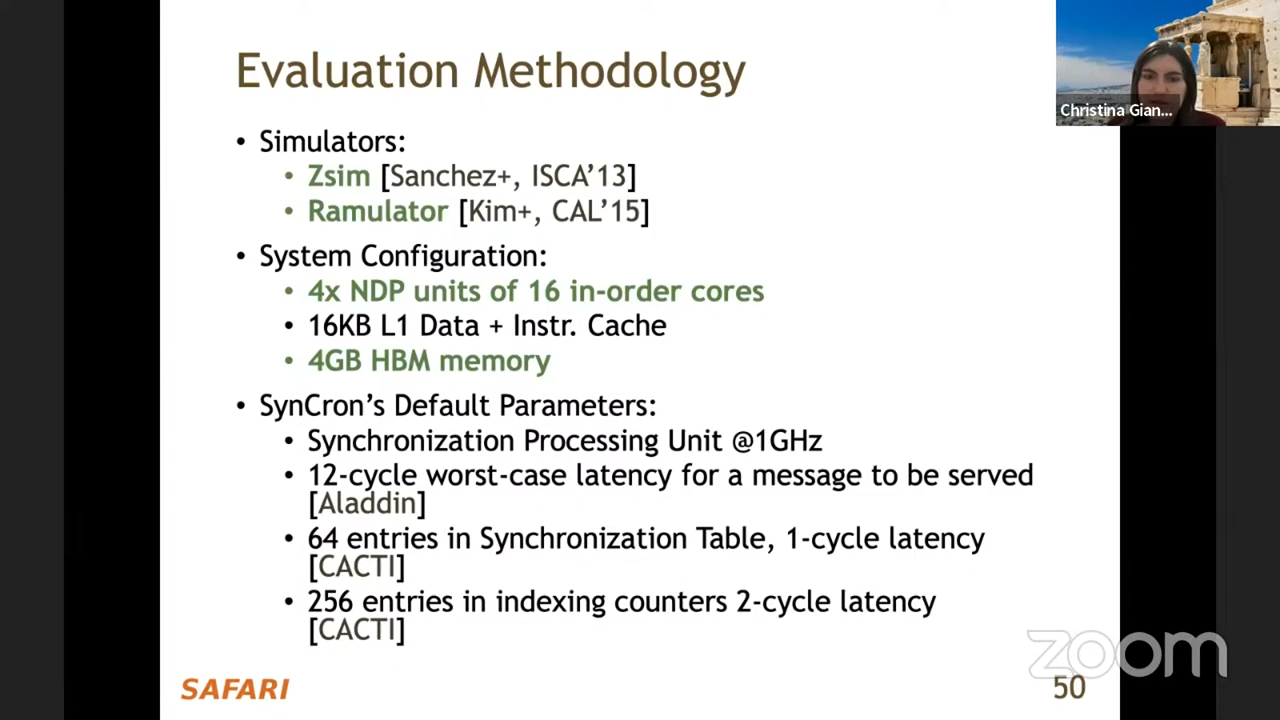 Evaluation Methodology
Christina Gian...
• Simulators:
• Zsim [Sanchez+, ISCA'13]
• Ramulator [Kim+, CAL'15]
• System Configuration:
• 4x NDP units of 16 in-order cores
• 16KB L1 Data + Instr. Cache
• 4GB HBM memory
• SynCron's Default Parameters:
• Synchronization Processing Unit @1GHz
• 12-cycle worst-case latency for a message to be served
[Aladdin]
• 64 entries in Synchronization Table, 1-cycle latency
[CACTI]
• 256 entries in indexing counters 2-cycle latency
[CACTI]
zoom
SAFARI
50